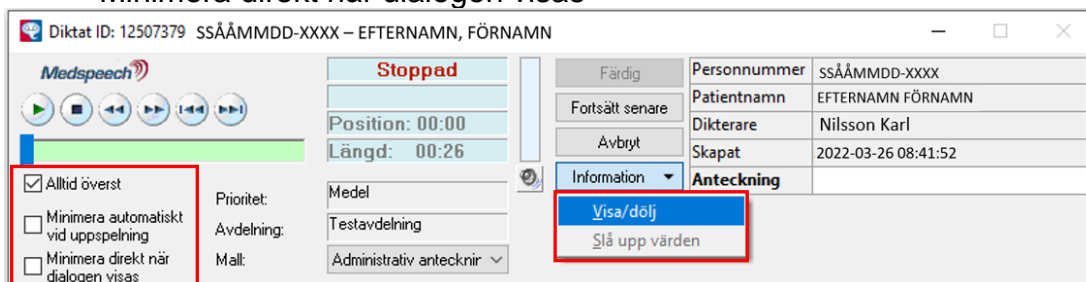 Minimera direkt när dialogen visas
Diktat ID: 12507379 SSÅÅMMDD-XXXX – EFTERNAMN, FÖRNAMN
Medspeech
Stoppad
Position: 00:00
Längd: 00:26
Alltid överst
Minimera automatiskt
vid uppspelning
Minimera direkt när
dialogen visas
Prioritet: Medel
Avdelning: Testavdelning
Mall: Administrativ antecknir
Färdig
Fortsätt senare
Avbryt
Information
Visa/dölj
Slå upp värden
Personnummer SSÅÅMMDD-XXXX
Patientnamn EFTERNAMN FÖRNAMN
Dikterare Nilsson Karl
Skapat 2022-03-26 08:41:52
Anteckning